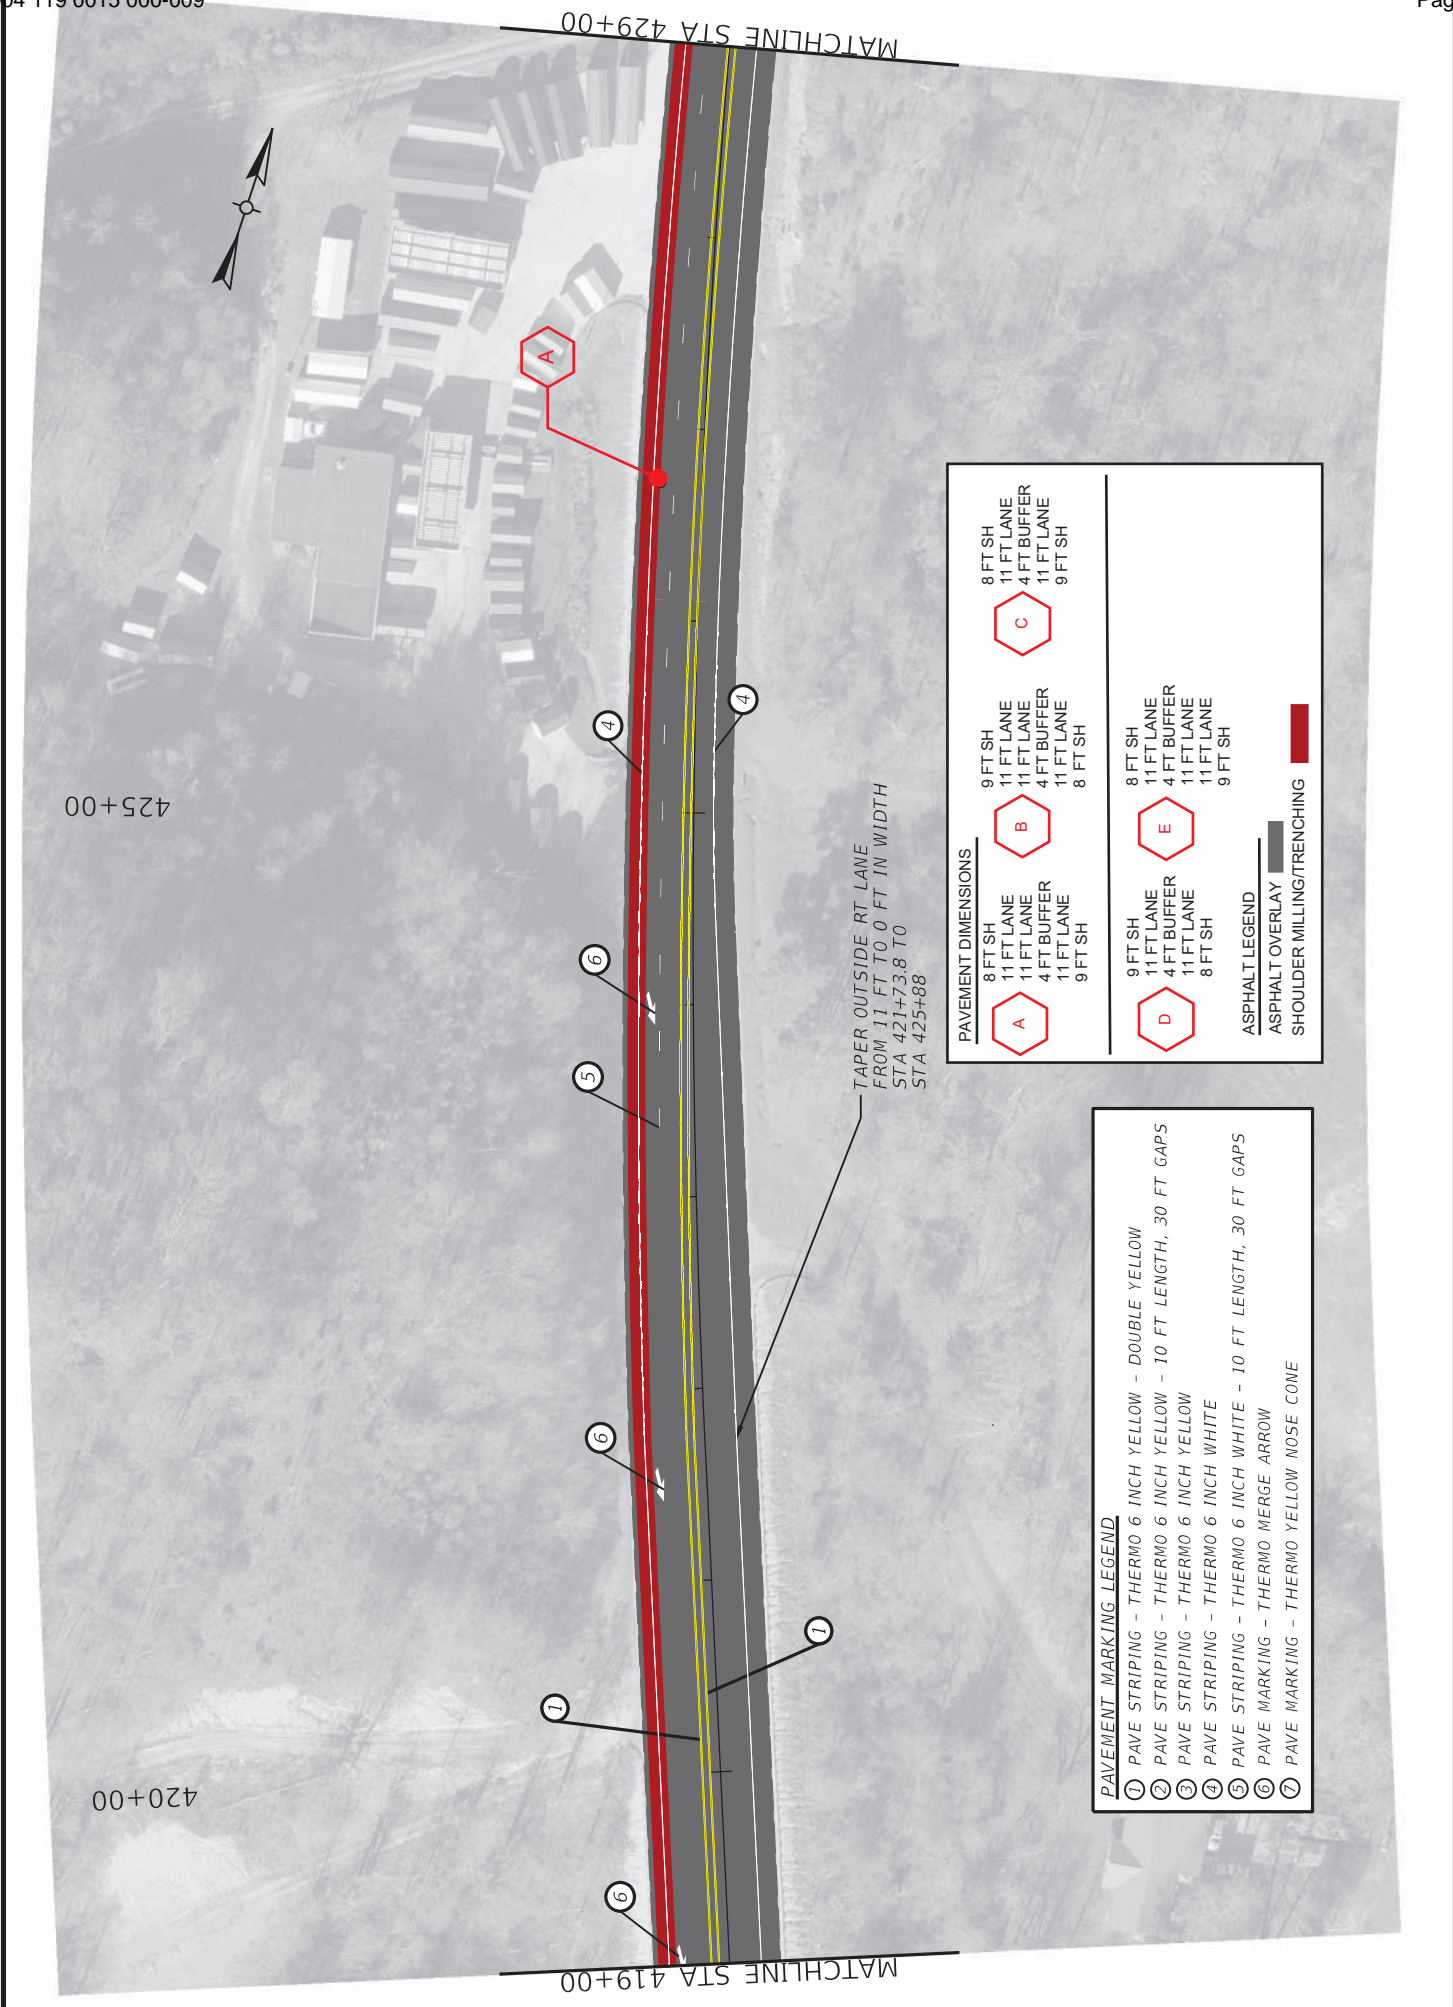 04 119 0015 000-009
Pag
MATCHLINE STA 429+00
425+00
420+00
MATCHLINE STA 419+00
A
4
4
6
5
6
1
1
6
TAPER OUTSIDE RT LANE
FROM 11 FT TO 0 FT IN WIDTH
STA 421+73.8 TO
STA 425+88
PAVEMENT MARKING LEGEND
1 PAVE STRIPING - THERMO 6 INCH YELLOW - DOUBLE YELLOW
2 PAVE STRIPING - THERMO 6 INCH YELLOW - 10 FT LENGTH, 30 FT GAPS
3 PAVE STRIPING - THERMO 6 INCH YELLOW
4 PAVE STRIPING - THERMO 6 INCH WHITE
5 PAVE STRIPING - THERMO 6 INCH WHITE - 10 FT LENGTH, 30 FT GAPS
6 PAVE MARKING - THERMO MERGE ARROW
7 PAVE MARKING - THERMO YELLOW NOSE CONE
PAVEMENT DIMENSIONS
A
8 FT SH
11 FT LANE
11 FT LANE
4 FT BUFFER
11 FT LANE
9 FT SH
B
9 FT SH
11 FT LANE
11 FT LANE
4 FT BUFFER
11 FT LANE
8 FT SH
C
8 FT SH
11 FT LANE
4 FT BUFFER
11 FT LANE
9 FT SH
D
9 FT SH
11 FT LANE
4 FT BUFFER
11 FT LANE
8 FT SH
E
8 FT SH
11 FT LANE
4 FT BUFFER
11 FT LANE
11 FT LANE
9 FT SH
ASPHALT LEGEND
ASPHALT OVERLAY
SHOULDER MILLING/TRENCHING